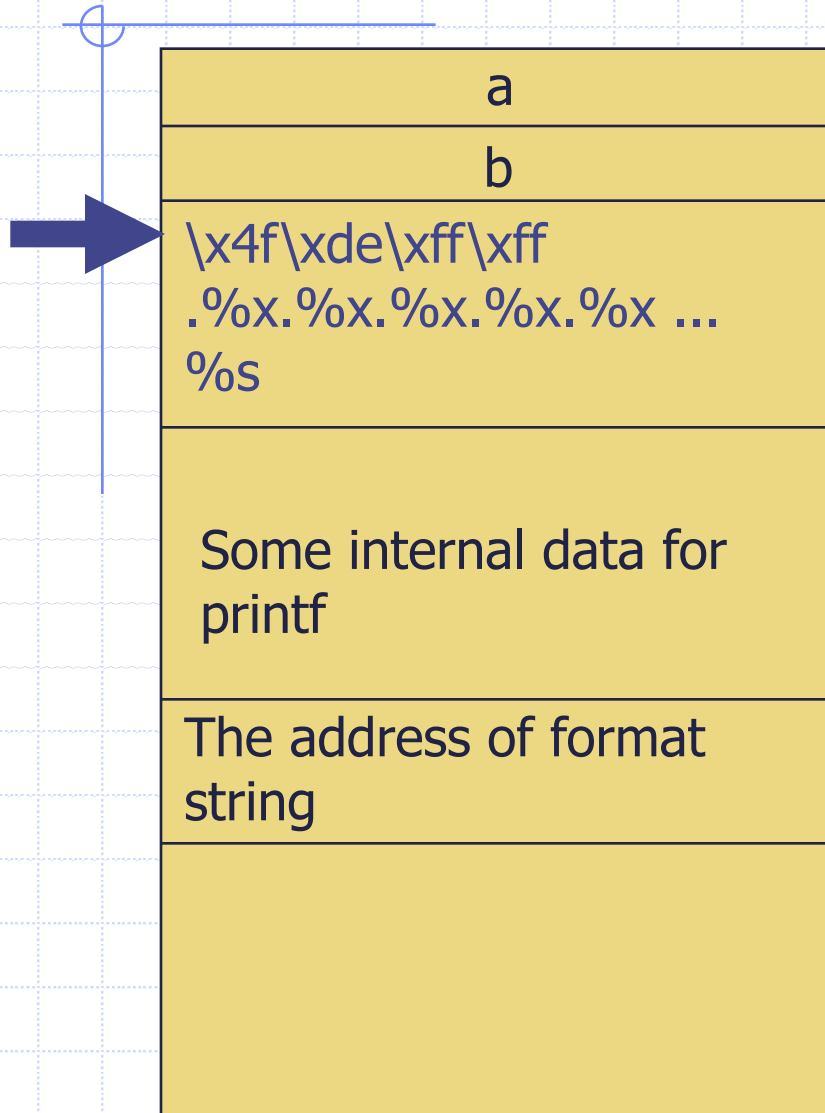 a
b
\x4f\xde\xff\xff
.%x.%x.%x.%x.%x ...
%s
Some internal data for
printf
The address of format
string